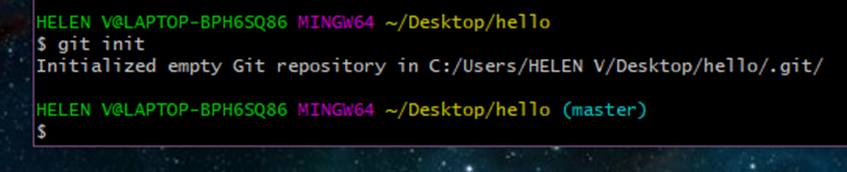 HELEN V@LAPTOP-BPH6SQ86 MINGW64 ~/Desktop/hello
$ git init
Initialized empty Git repository in C:/Users/HELEN V/Desktop/hello/.git/
HELEN V@LAPTOP-BPH6SQ86 MINGW64 ~/Desktop/hello (master)
$